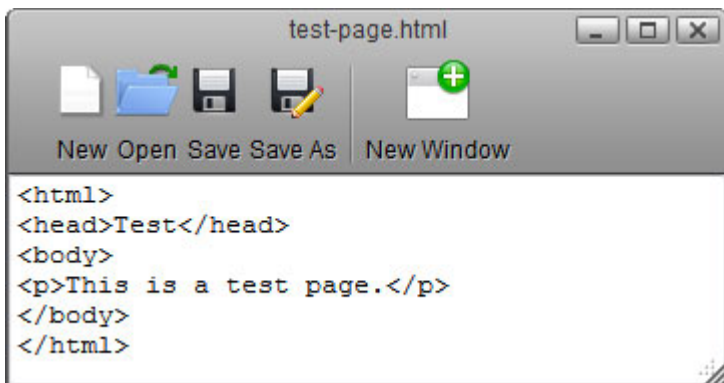 test-page.html
New Open Save Save As New Window
<html>
<head>Test</head>
<body>
<p>This is a test page.</p>
</body>
</html>